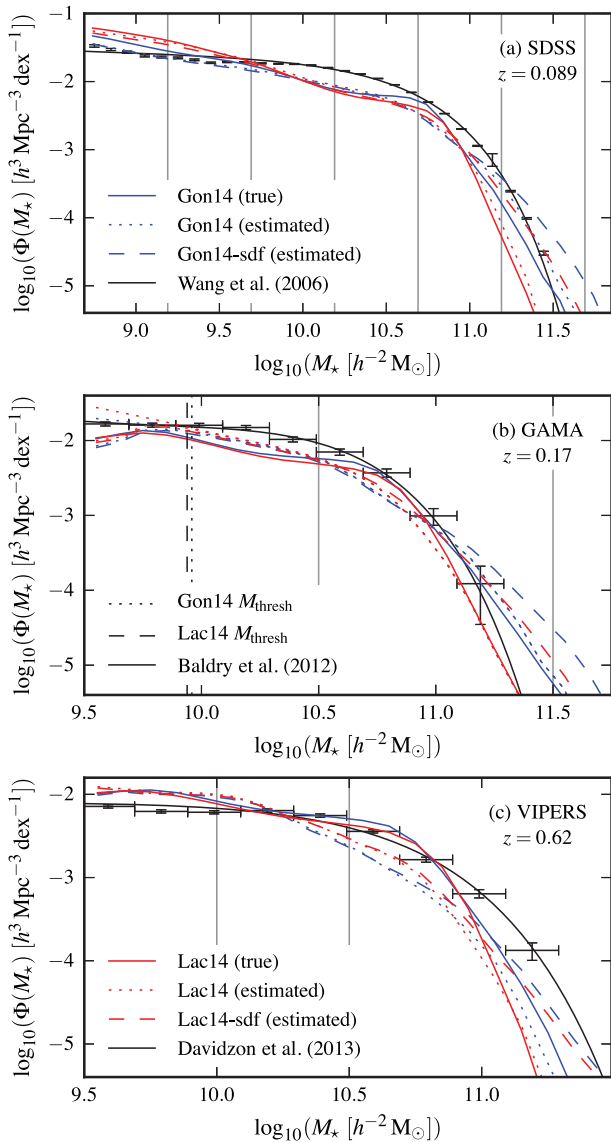 (a) SDSS
z = 0.089
−1
−2
−3
−4
−5
log₁₀(Φ(M⋆) [h³ Mpc⁻³ dex⁻¹])
Gon14 (true)
Gon14 (estimated)
Gon14-sdf (estimated)
Wang et al. (2006)
9.0 9.5 10.0 10.5 11.0 11.5
log₁₀(M⋆ [h⁻² M⊙])
(b) GAMA
z = 0.17
−1
−2
−3
−4
−5
log₁₀(Φ(M⋆) [h³ Mpc⁻³ dex⁻¹])
Gon14 Mthresh
Lac14 Mthresh
Baldry et al. (2012)
9.5 10.0 10.5 11.0 11.5
log₁₀(M⋆ [h⁻² M⊙])
(c) VIPERS
z = 0.62
−1
−2
−3
−4
−5
log₁₀(Φ(M⋆) [h³ Mpc⁻³ dex⁻¹])
Lac14 (true)
Lac14 (estimated)
Lac14-sdf (estimated)
Davidzon et al. (2013)
9.5 10.0 10.5 11.0
log₁₀(M⋆ [h⁻² M⊙])